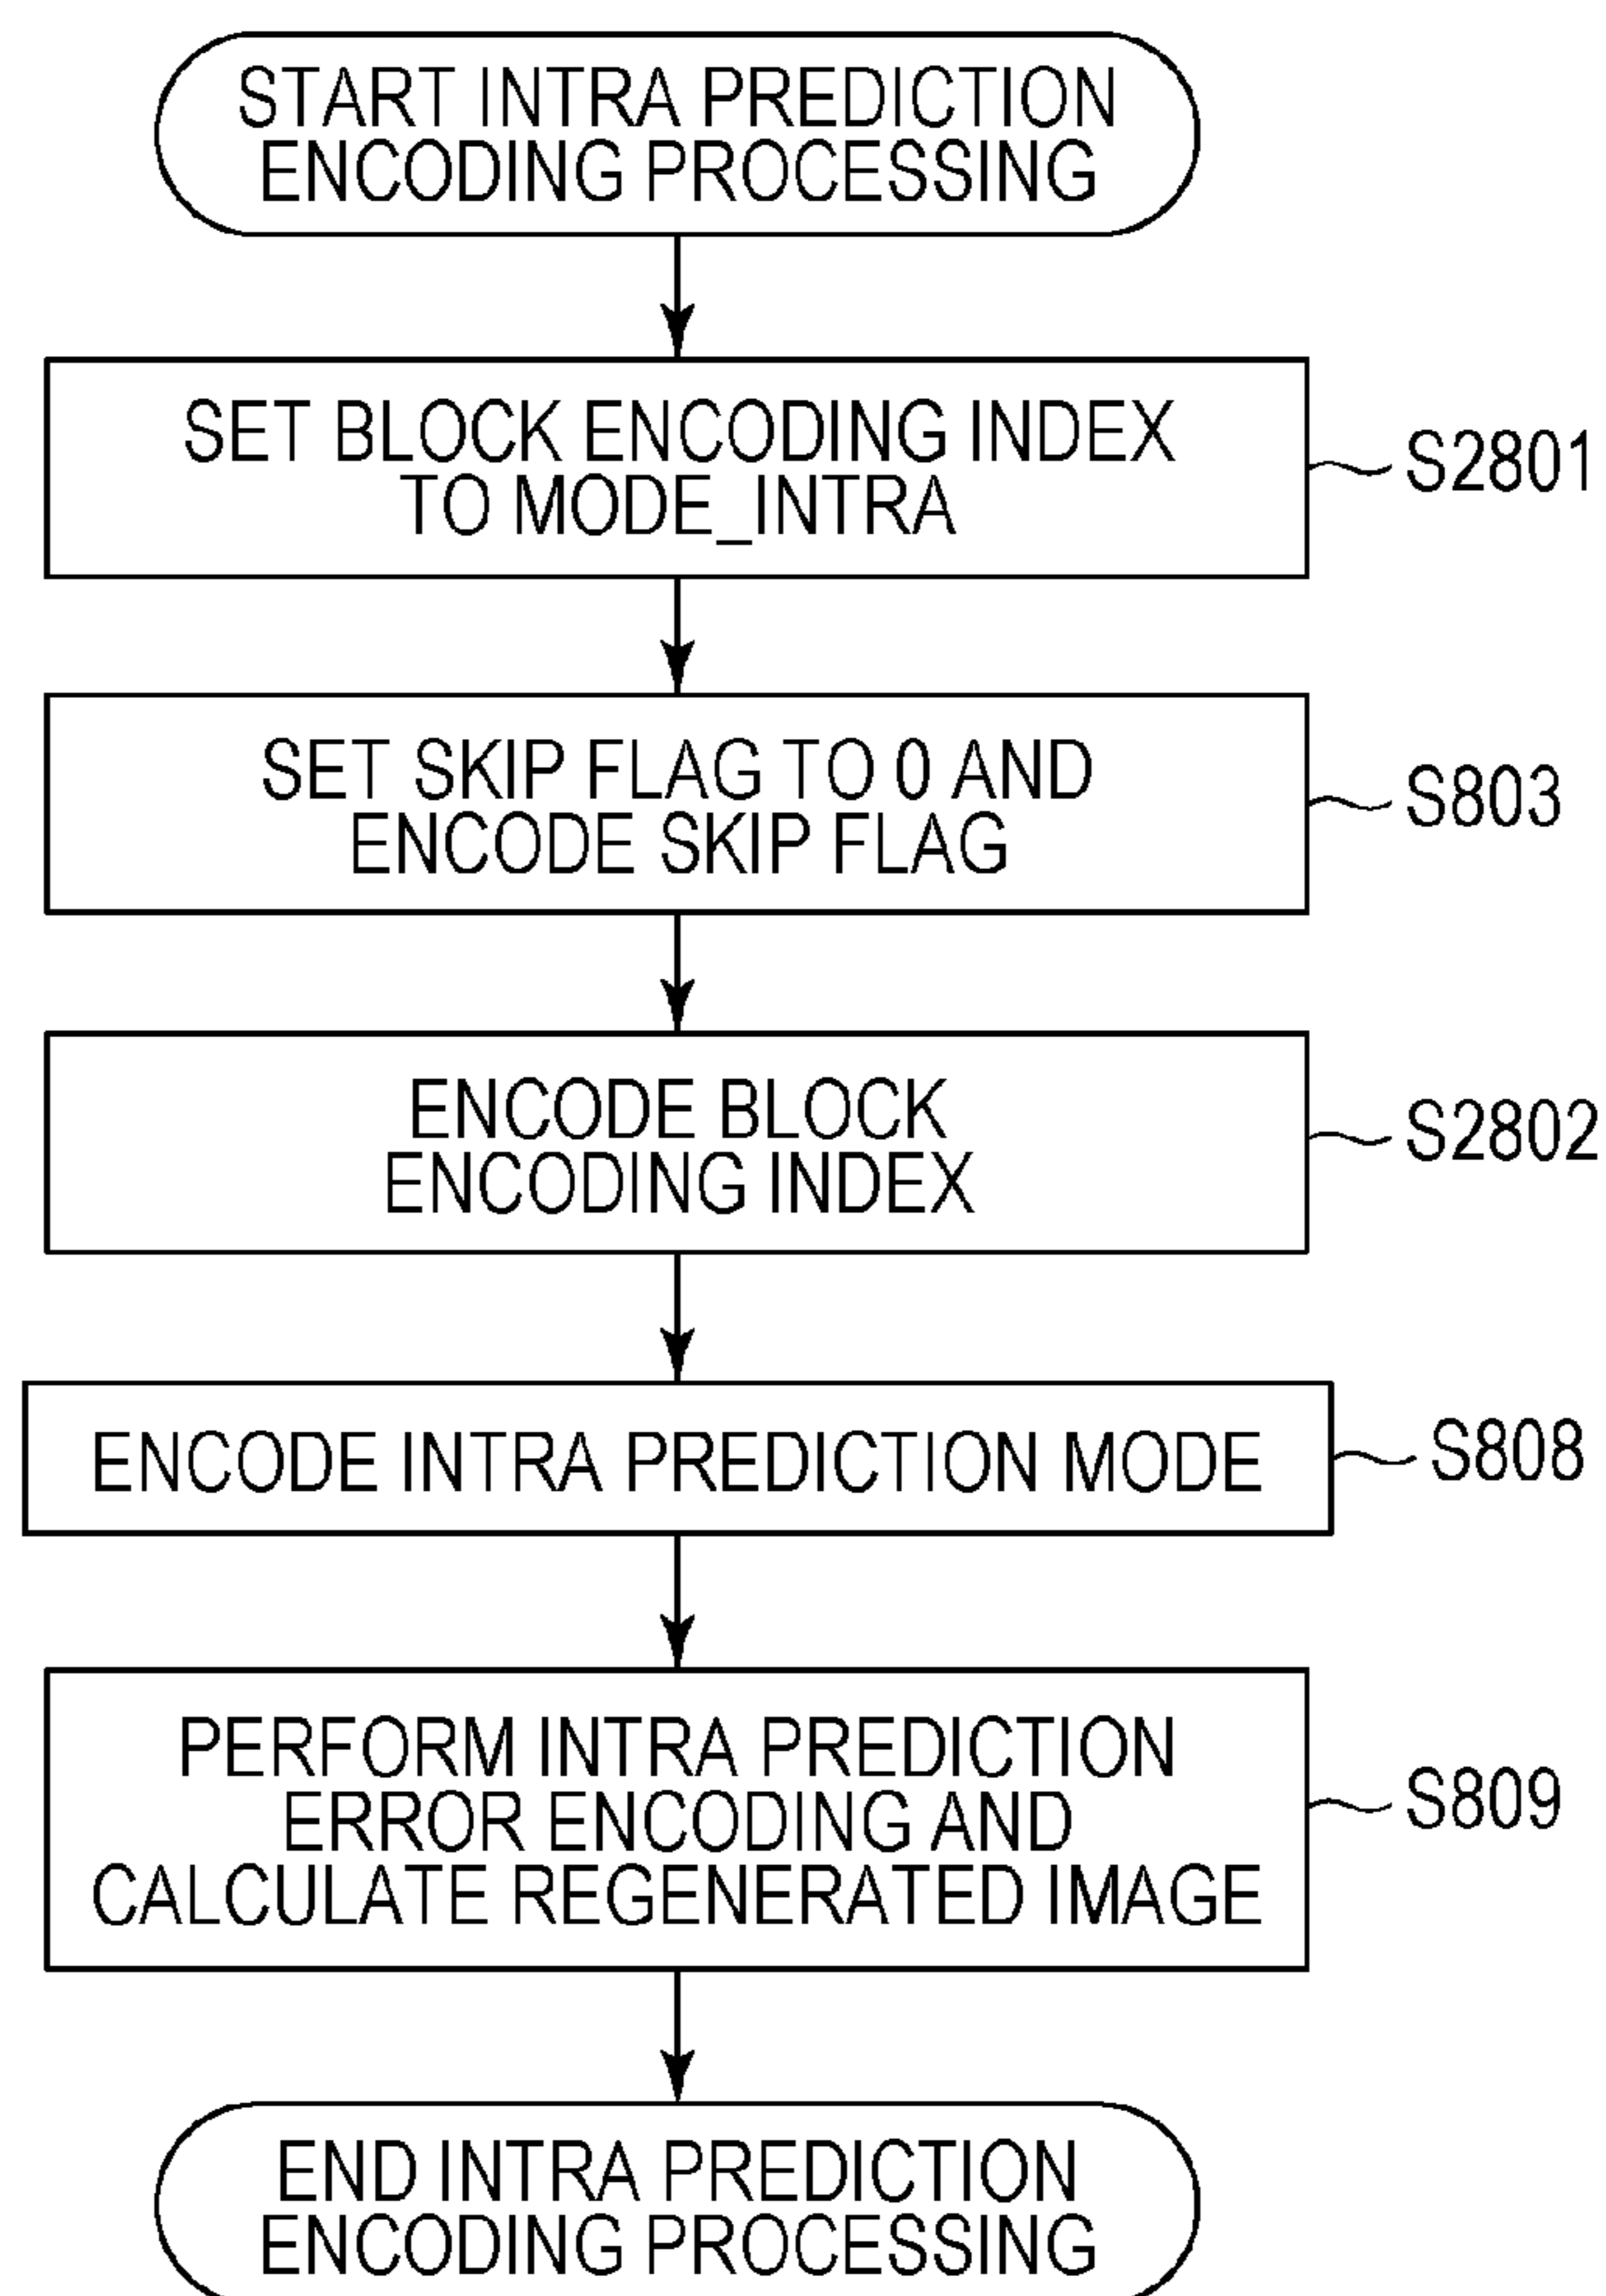 START INTRA PREDICTION
ENCODING PROCESSING
SET BLOCK ENCODING INDEX
TO MODE_INTRA
S2801
SET SKIP FLAG TO 0 AND
ENCODE SKIP FLAG
S803
ENCODE BLOCK
ENCODING INDEX
S2802
ENCODE INTRA PREDICTION MODE
S808
PERFORM INTRA PREDICTION
ERROR ENCODING AND
CALCULATE REGENERATED IMAGE
S809
END INTRA PREDICTION
ENCODING PROCESSING